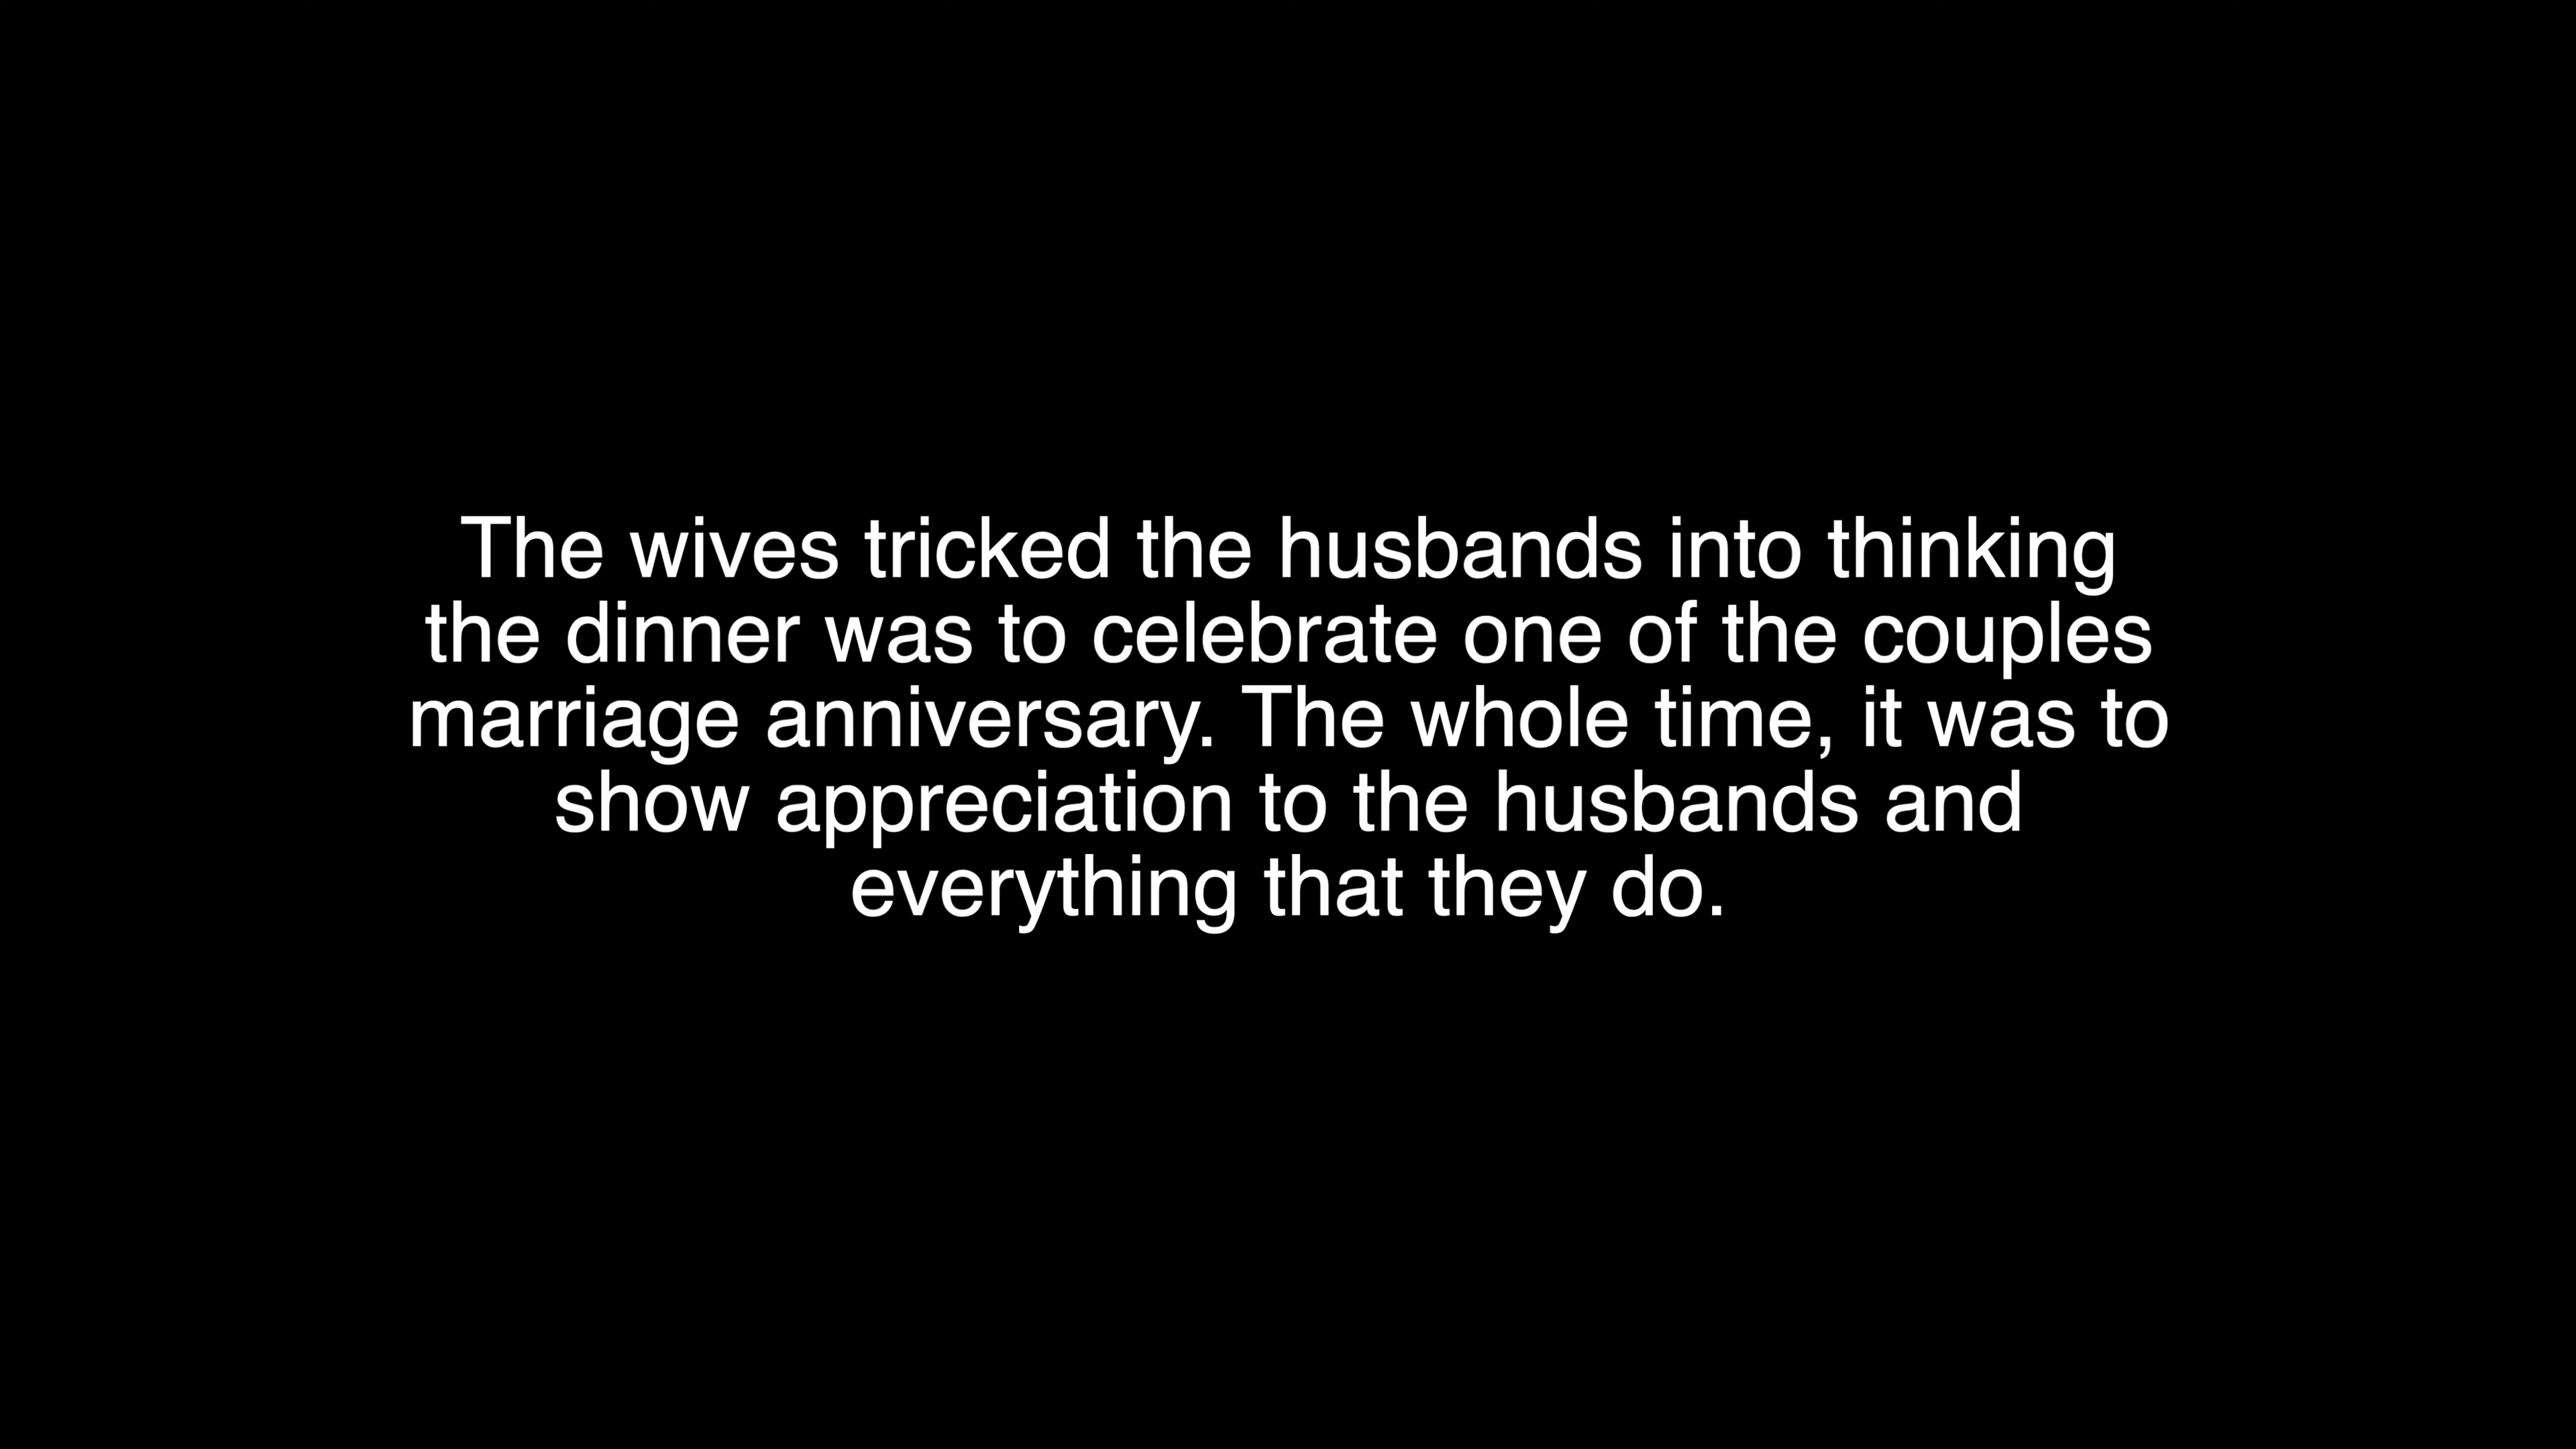 The wives tricked the husbands into thinking
the dinner was to celebrate one of the couples
marriage anniversary. The whole time, it was to
show appreciation to the husbands and
everything that they do.